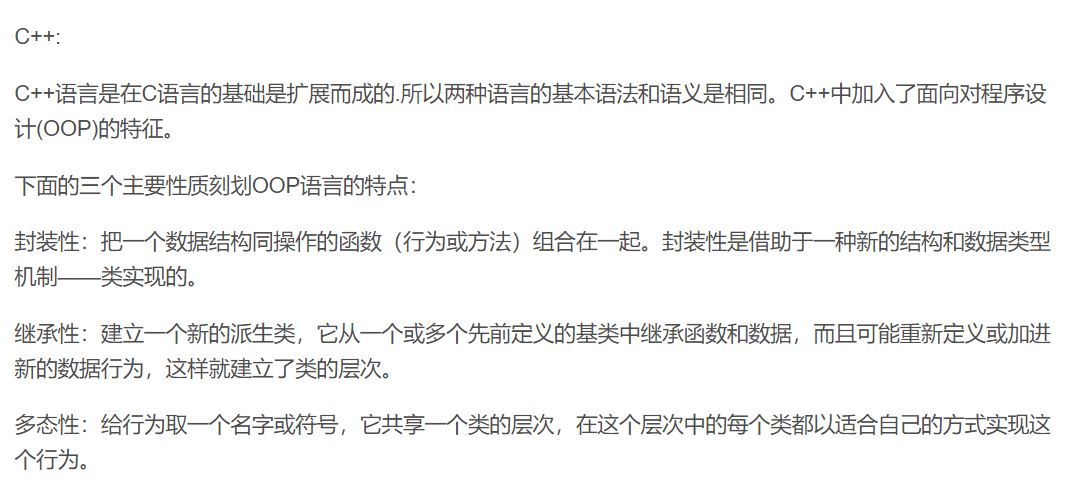 C++:
C++语言是在C语言的基础是扩展而成的.所以两种语言的基本语法和语义是相同。C++中加入了面向对程序设
计(OOP)的特征。
下面的三个主要性质刻划OOP语言的特点：
封装性：把一个数据结构同操作的函数（行为或方法）组合在一起。封装性是借助于一种新的结构和数据类型
机制——类实现的。
继承性：建立一个新的派生类，它从一个或多个先前定义的基类中继承函数和数据，而且可能重新定义或加进
新的数据行为，这样就建立了类的层次。
多态性：给行为取一个名字或符号，它共享一个类的层次，在这个层次中的每个类都以适合自己的方式实现这
个行为。